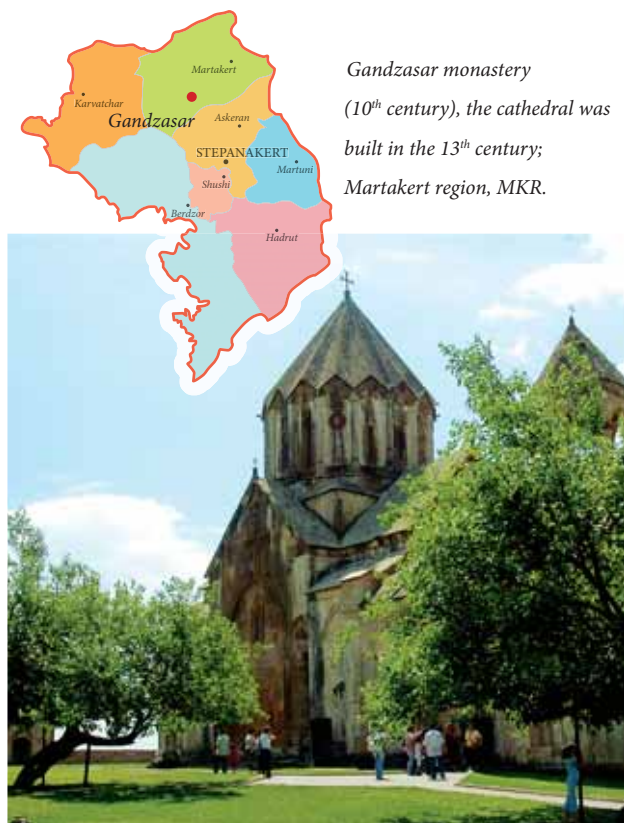 Martakert
Karvatchar
Gandzasar
Askeran
STEPANAKERT
Shushi
Martuni
Berdzor
Hadrut
Gandzasar monastery
(10th century), the cathedral was
built in the 13th century;
Martakert region, MKR.